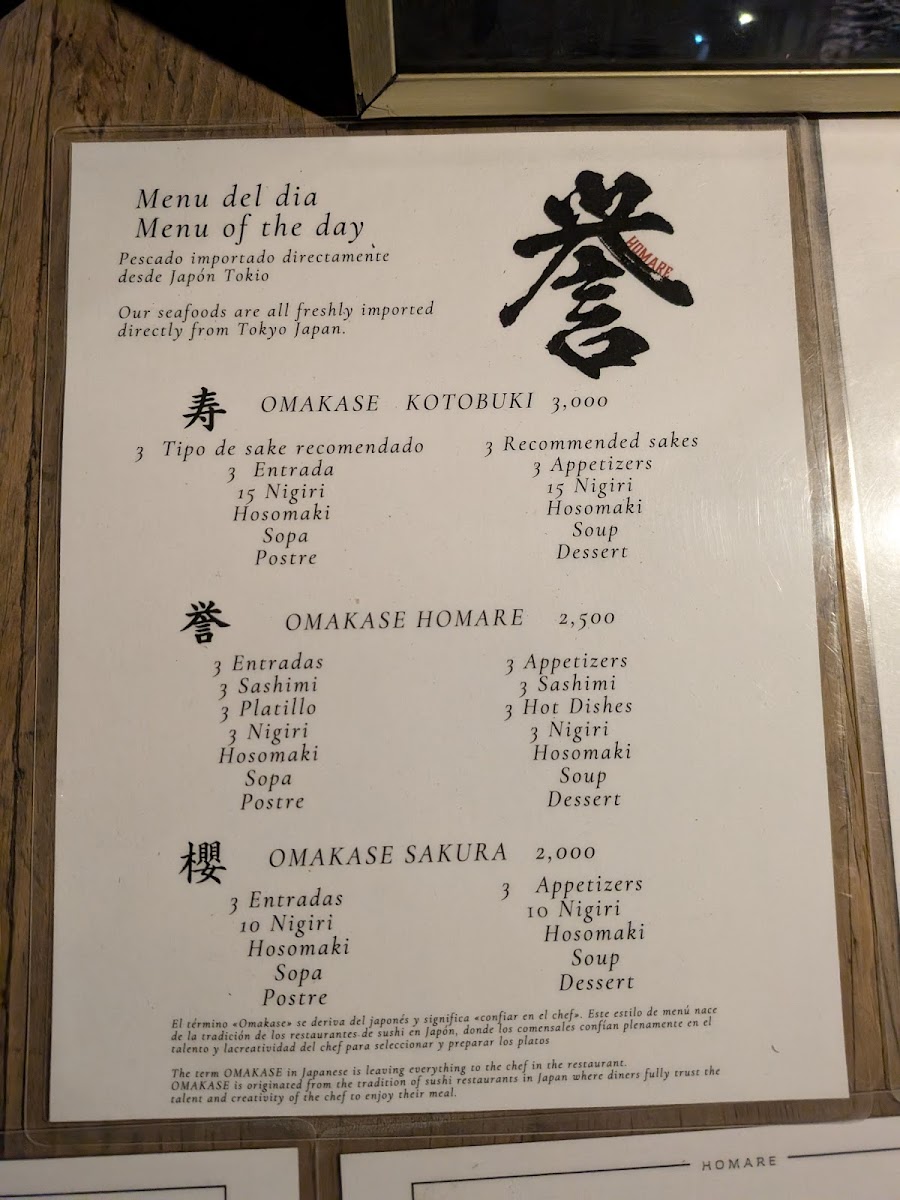 Menu del dia
Menu of the day
Pescado importado directamente
desde Japón Tokio
Our seafoods are all freshly imported
directly from Tokyo Japan.
誉
HOMARE
寿 OMAKASE KOTOBUKI 3,000
3 Tipo de sake recomendado
3 Entrada
15 Nigiri
Hosomaki
Sopa
Postre
3 Recommended sakes
3 Appetizers
15 Nigiri
Hosomaki
Soup
Dessert
誉 OMAKASE HOMARE 2,500
3 Entradas
3 Sashimi
3 Platillo
3 Nigiri
Hosomaki
Sopa
Postre
3 Appetizers
3 Sashimi
3 Hot Dishes
3 Nigiri
Hosomaki
Soup
Dessert
櫻 OMAKASE SAKURA 2,000
3 Entradas
10 Nigiri
Hosomaki
Sopa
Postre
3 Appetizers
10 Nigiri
Hosomaki
Soup
Dessert
El término «Omakase» se deriva del japonés y significa «confiar en el chef». Este estilo de menú nace
de la tradición de los restaurantes de sushi en Japón, donde los comensales confían plenamente en el
talento y lacreatividad del chef para seleccionar y preparar los platos
The term OMAKASE in Japanese is leaving everything to the chef in the restaurant.
OMAKASE is originated from the tradition of sushi restaurants in Japan where diners fully trust the
talent and creativity of the chef to enjoy their meal.
HOMARE